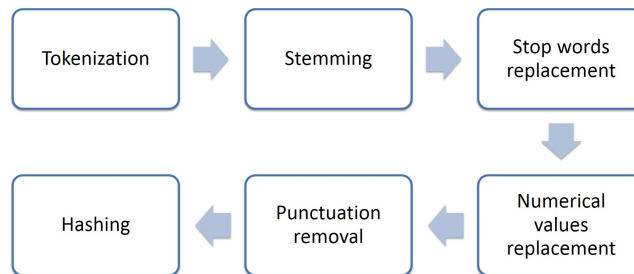 Tokenization
Stemming
Stop words
replacement
Numerical
values
replacement
Punctuation
removal
Hashing